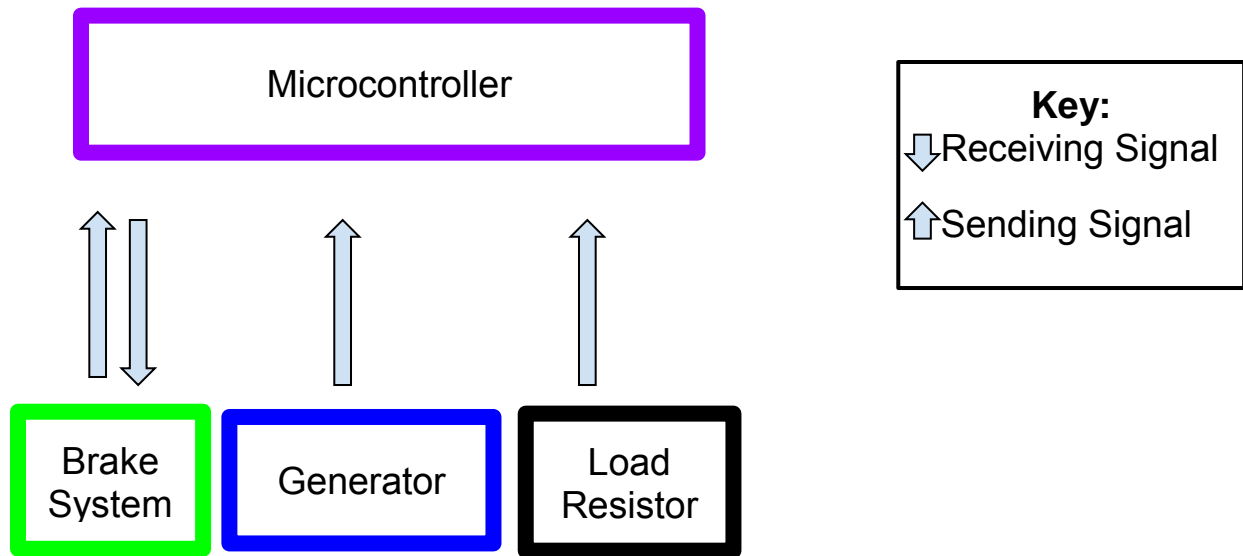 Microcontroller
Key:
Receiving Signal
Sending Signal
Brake
System
Generator
Load
Resistor